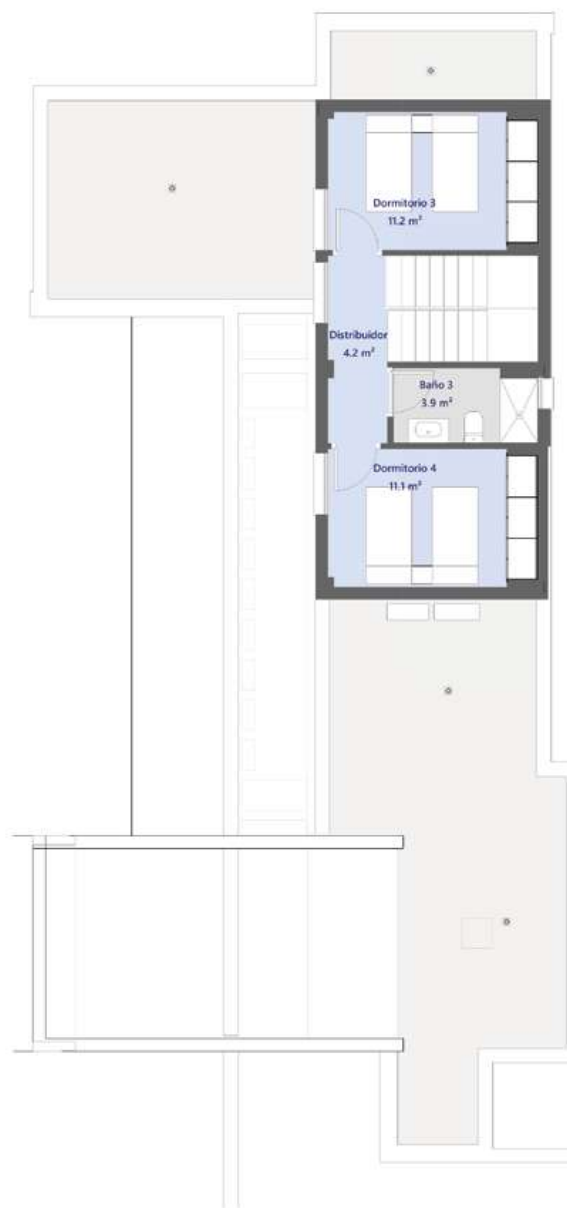 Dormitorio 3
11.2 m²
Distribuidor
4.2 m²
Baño 3
3.9 m²
Dormitorio 4
11.1 m²